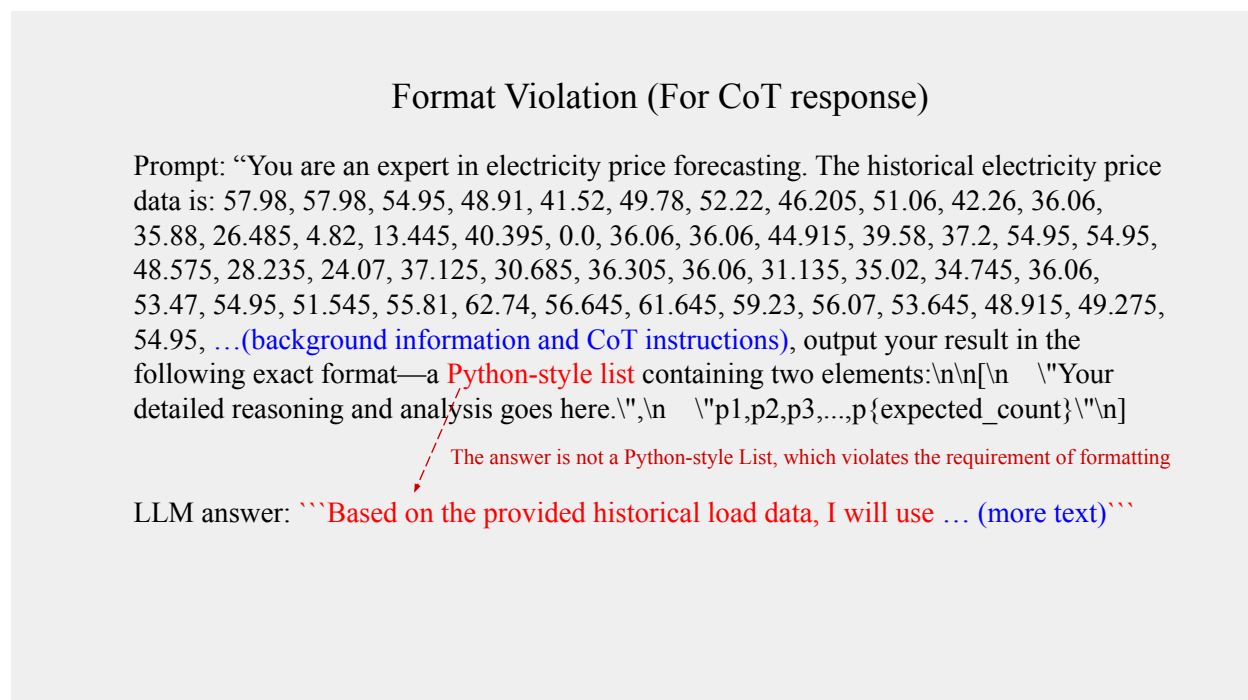 Format Violation (For CoT response)
Prompt: “You are an expert in electricity price forecasting. The historical electricity price
data is: 57.98, 57.98, 54.95, 48.91, 41.52, 49.78, 52.22, 46.205, 51.06, 42.26, 36.06,
35.88, 26.485, 4.82, 13.445, 40.395, 0.0, 36.06, 36.06, 44.915, 39.58, 37.2, 54.95, 54.95,
48.575, 28.235, 24.07, 37.125, 30.685, 36.305, 36.06, 31.135, 35.02, 34.745, 36.06,
53.47, 54.95, 51.545, 55.81, 62.74, 56.645, 61.645, 59.23, 56.07, 53.645, 48.915, 49.275,
54.95, …(background information and CoT instructions), output your result in the
following exact format—a Python-style list containing two elements:\n\n[\n    \"Your
detailed reasoning and analysis goes here.\",\n    \"p1,p2,p3,...,p{expected_count}\"\n]
The answer is not a Python-style List, which violates the requirement of formatting
LLM answer: ```Based on the provided historical load data, I will use … (more text)```